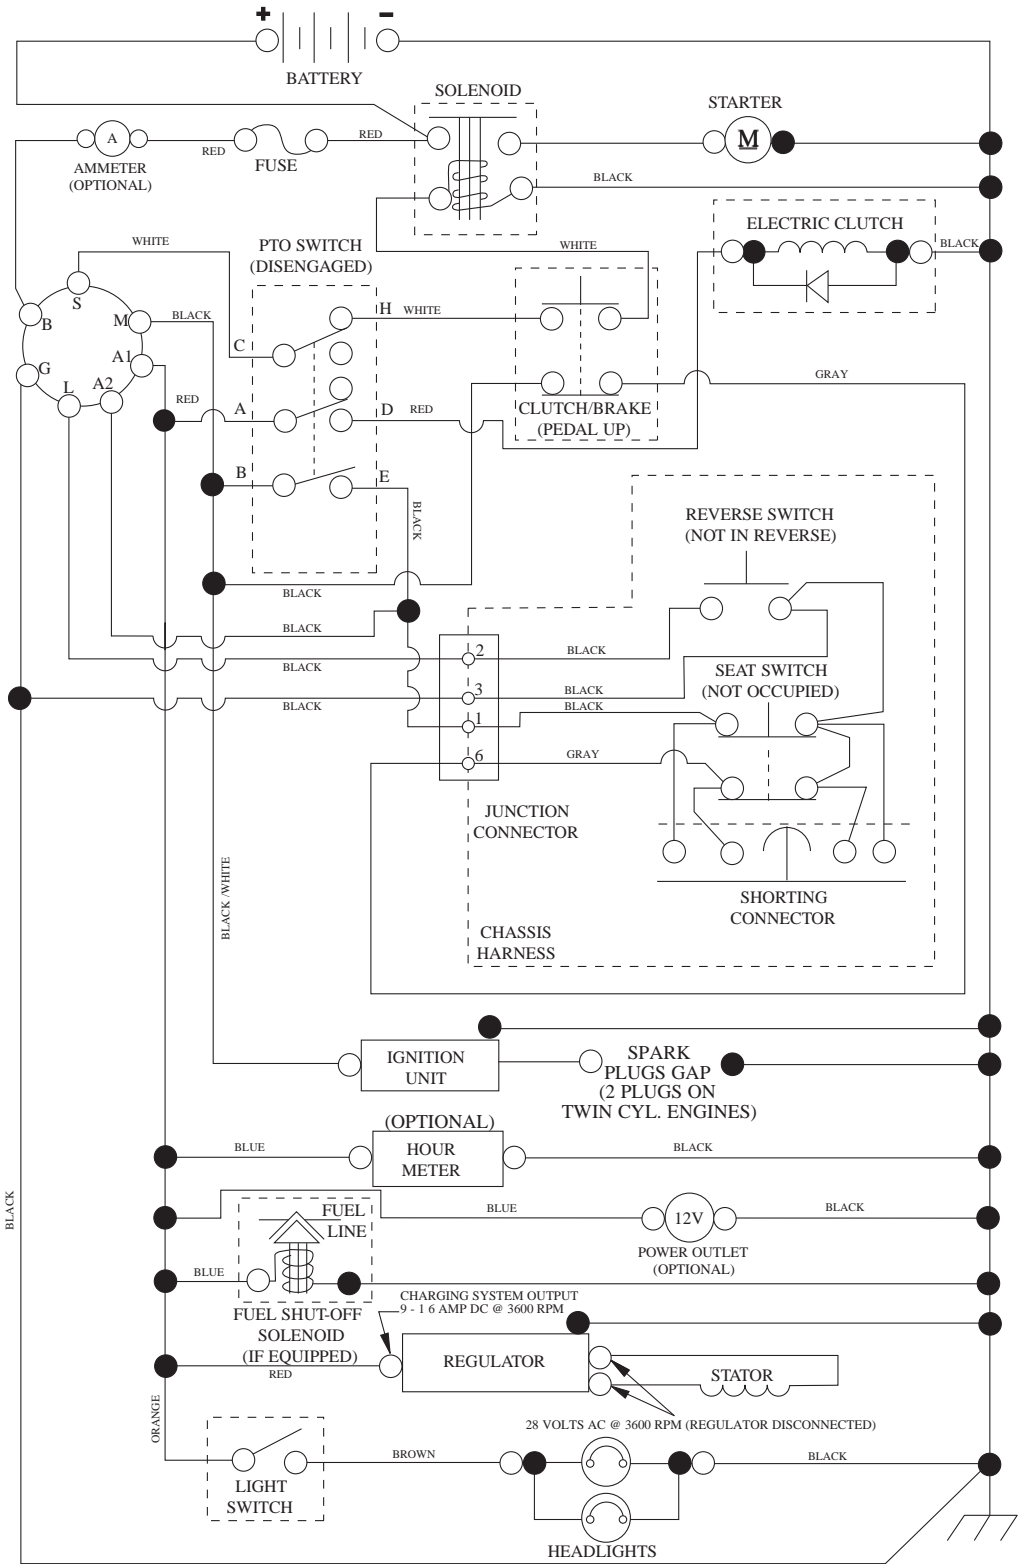 + −
BATTERY
SOLENOID
STARTER
A
RED
FUSE
RED
M
AMMETER
(OPTIONAL)
BLACK
WHITE
PTO SWITCH
(DISENGAGED)
WHITE
ELECTRIC CLUTCH
BLACK
S
B
M
BLACK
H
WHITE
C
G
A1
L
A2
RED
A
D
RED
CLUTCH/BRAKE
(PEDAL UP)
GRAY
B
E
BLACK
REVERSE SWITCH
(NOT IN REVERSE)
BLACK
BLACK
2
BLACK
BLACK
SEAT SWITCH
(NOT OCCUPIED)
3
BLACK
BLACK
BLACK
1
6
GRAY
JUNCTION
CONNECTOR
SHORTING
CONNECTOR
BLACK /WHITE
CHASSIS
HARNESS
IGNITION
UNIT
SPARK
PLUGS GAP
(2 PLUGS ON
TWIN CYL. ENGINES)
(OPTIONAL)
HOUR
METER
BLUE
BLACK
BLACK
FUEL
LINE
BLUE
12V
BLACK
POWER OUTLET
(OPTIONAL)
BLUE
FUEL SHUT-OFF
SOLENOID
(IF EQUIPPED)
CHARGING SYSTEM OUTPUT
9 - 1 6 AMP DC @ 3600 RPM
RED
REGULATOR
STATOR
28 VOLTS AC @ 3600 RPM (REGULATOR DISCONNECTED)
ORANGE
BROWN
BLACK
LIGHT
SWITCH
HEADLIGHTS